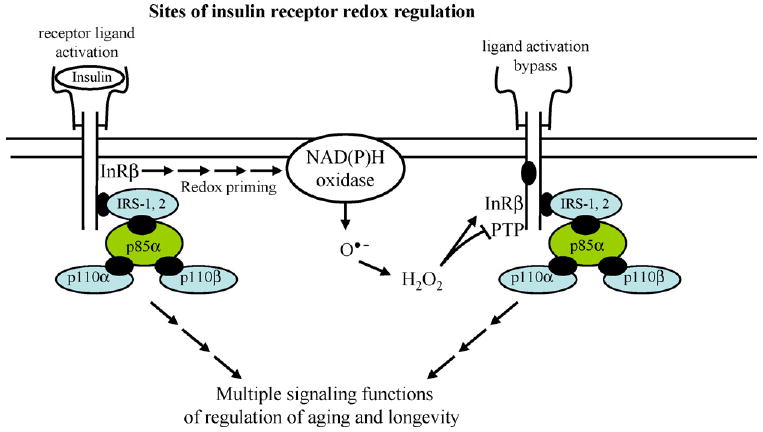 Sites of insulin receptor redox regulation
receptor ligand
activation
Insulin
ligand activation
bypass
InRβ
Redox priming
NAD(P)H
oxidase
IRS-1, 2
p85α
p110α
p110β
O•−
H₂O₂
InRβ
PTP
IRS-1, 2
p85α
p110α
p110β
Multiple signaling functions
of regulation of aging and longevity